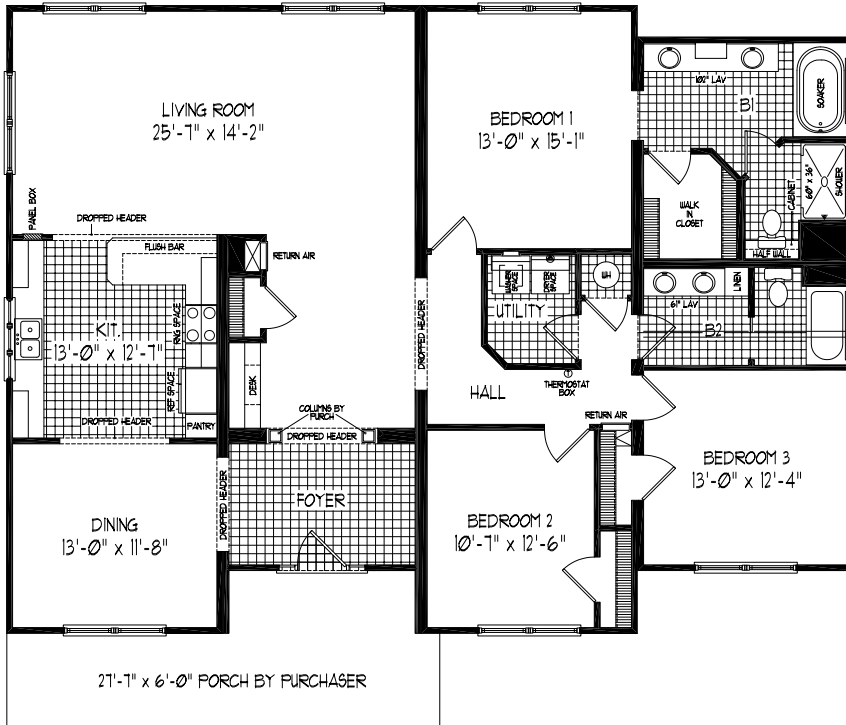 LIVING ROOM
25'-7" x 14'-2"
BEDROOM 1
13'-0" x 15'-1"
102" LAV
B1
SOAKER
PANEL BOX
DROPPED HEADER
FLUSH BAR
RETURN AIR
WALK
IN
CLOSET
CABINET
60" x 36"
SHOWER
HALF WALL
KIT.
13'-0" x 12'-7"
RNG SPACE
REF SPACE
PANTRY
DROPPED HEADER
DESK
DROPPED HEADER
WASHER
SPACE
DRYER
SPACE
UTILITY
WH
61" LAV
LINEN
B2
HALL
THERMOSTAT
BOX
RETURN AIR
COLUMNS BY
PURCH
DROPPED HEADER
DROPPED HEADER
FOYER
DINING
13'-0" x 11'-8"
BEDROOM 2
10'-7" x 12'-6"
BEDROOM 3
13'-0" x 12'-4"
27'-7" x 6'-0" PORCH BY PURCHASER